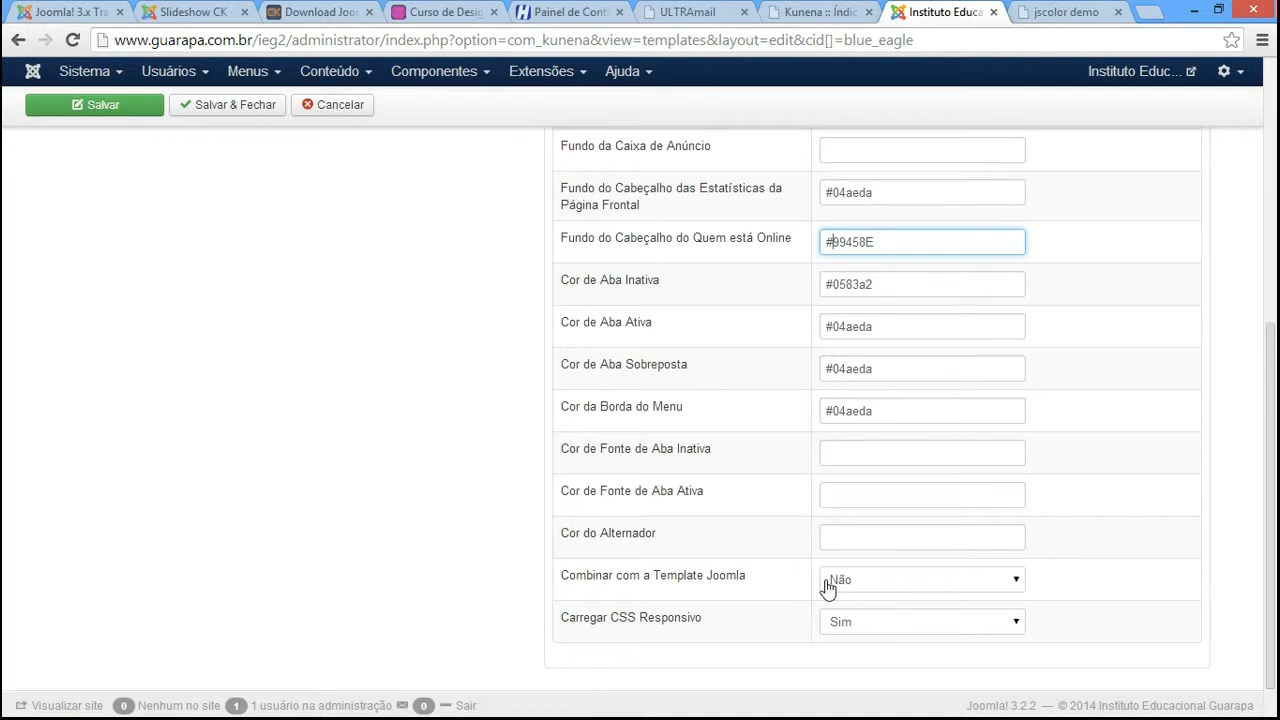 Joomla! 3.x Tra
Slideshow CK -
Download Joon
Curso de Desig
Painel de Conti
ULTRAmail
Kunena :: Índic
Instituto Educa
jscolor demo
www.guarapa.com.br/ieg2/administrator/index.php?option=com_kunena&view=templates&layout=edit&cid[]=blue_eagle
Sistema Usuários Menus Conteúdo Componentes Extensões Ajuda Instituto Educ...
Salvar Salvar & Fechar Cancelar
Fundo da Caixa de Anúncio
Fundo do Cabeçalho das Estatísticas da
Página Frontal
#04aeda
Fundo do Cabeçalho do Quem está Online #99458E
Cor de Aba Inativa #0583a2
Cor de Aba Ativa #04aeda
Cor de Aba Sobreposta #04aeda
Cor da Borda do Menu #04aeda
Cor de Fonte de Aba Inativa
Cor de Fonte de Aba Ativa
Cor do Alternador
Combinar com a Template Joomla Não
Carregar CSS Responsivo Sim
Visualizar site 0 Nenhum no site 1 1 usuário na administração 0 Sair Joomla! 3.2.2 — © 2014 Instituto Educacional Guarapa